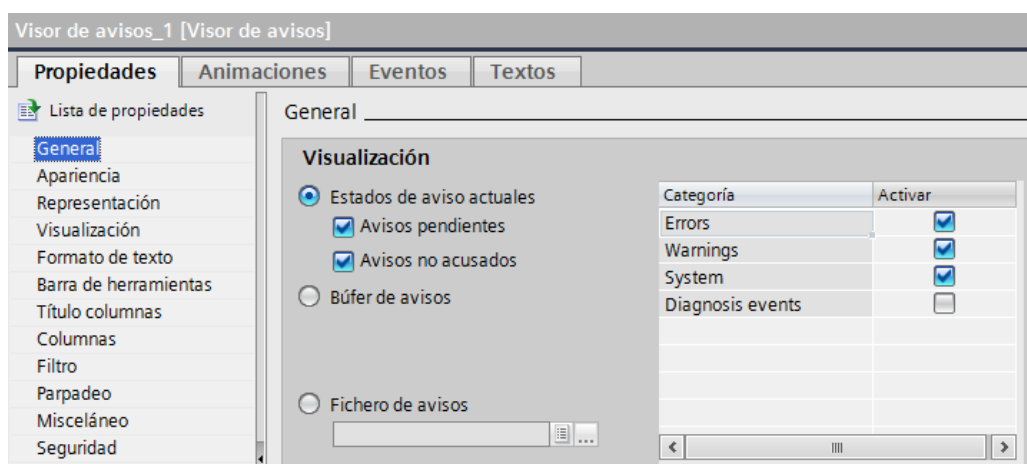 Visor de avisos_1 [Visor de avisos]
Propiedades Animaciones Eventos Textos
Lista de propiedades
General
Apariencia
Representación
Visualización
Formato de texto
Barra de herramientas
Título columnas
Columnas
Filtro
Parpadeo
Misceláneo
Seguridad
General
Visualización
Estados de aviso actuales
Avisos pendientes
Avisos no acusados
Búfer de avisos
Fichero de avisos
...
Categoría Activar
Errors
Warnings
System
Diagnosis events